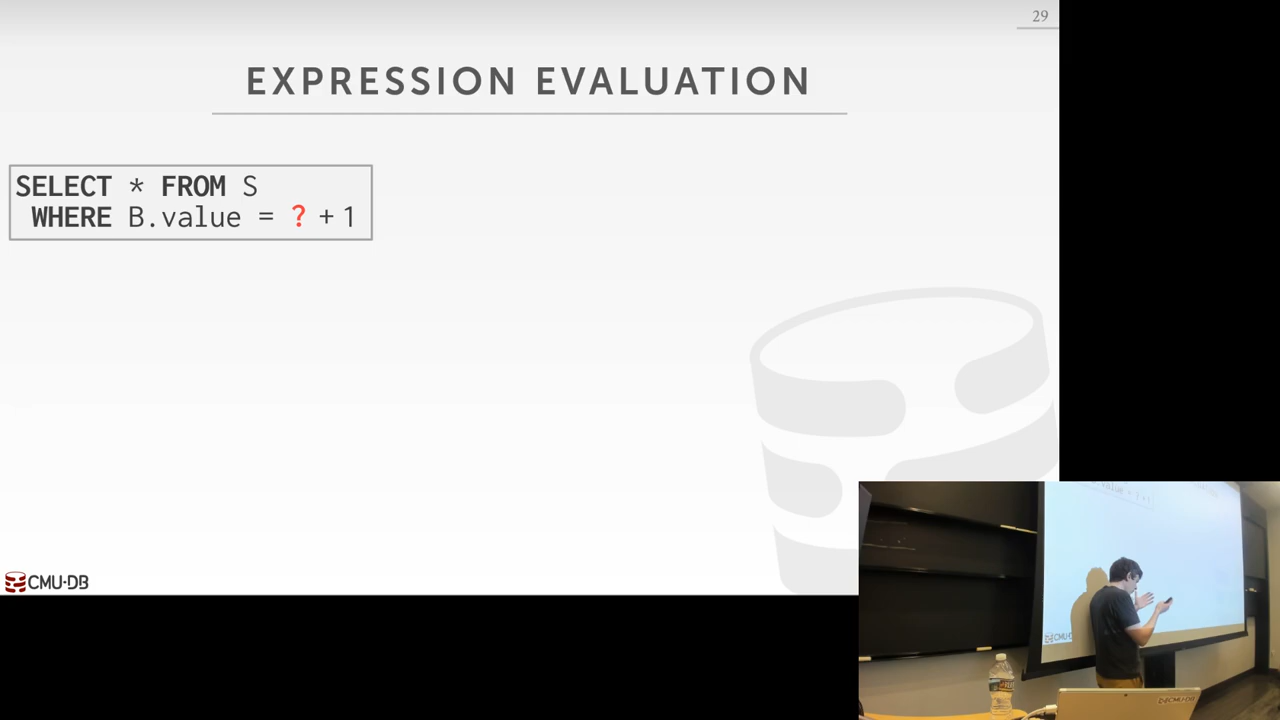 29
EXPRESSION EVALUATION
SELECT * FROM S
WHERE B.value = ? + 1
CMU·DB